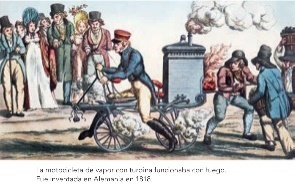 La motocicleta de vapor con turbina funcionaba con fuego.
Fue inventada en Alemania en 1818.